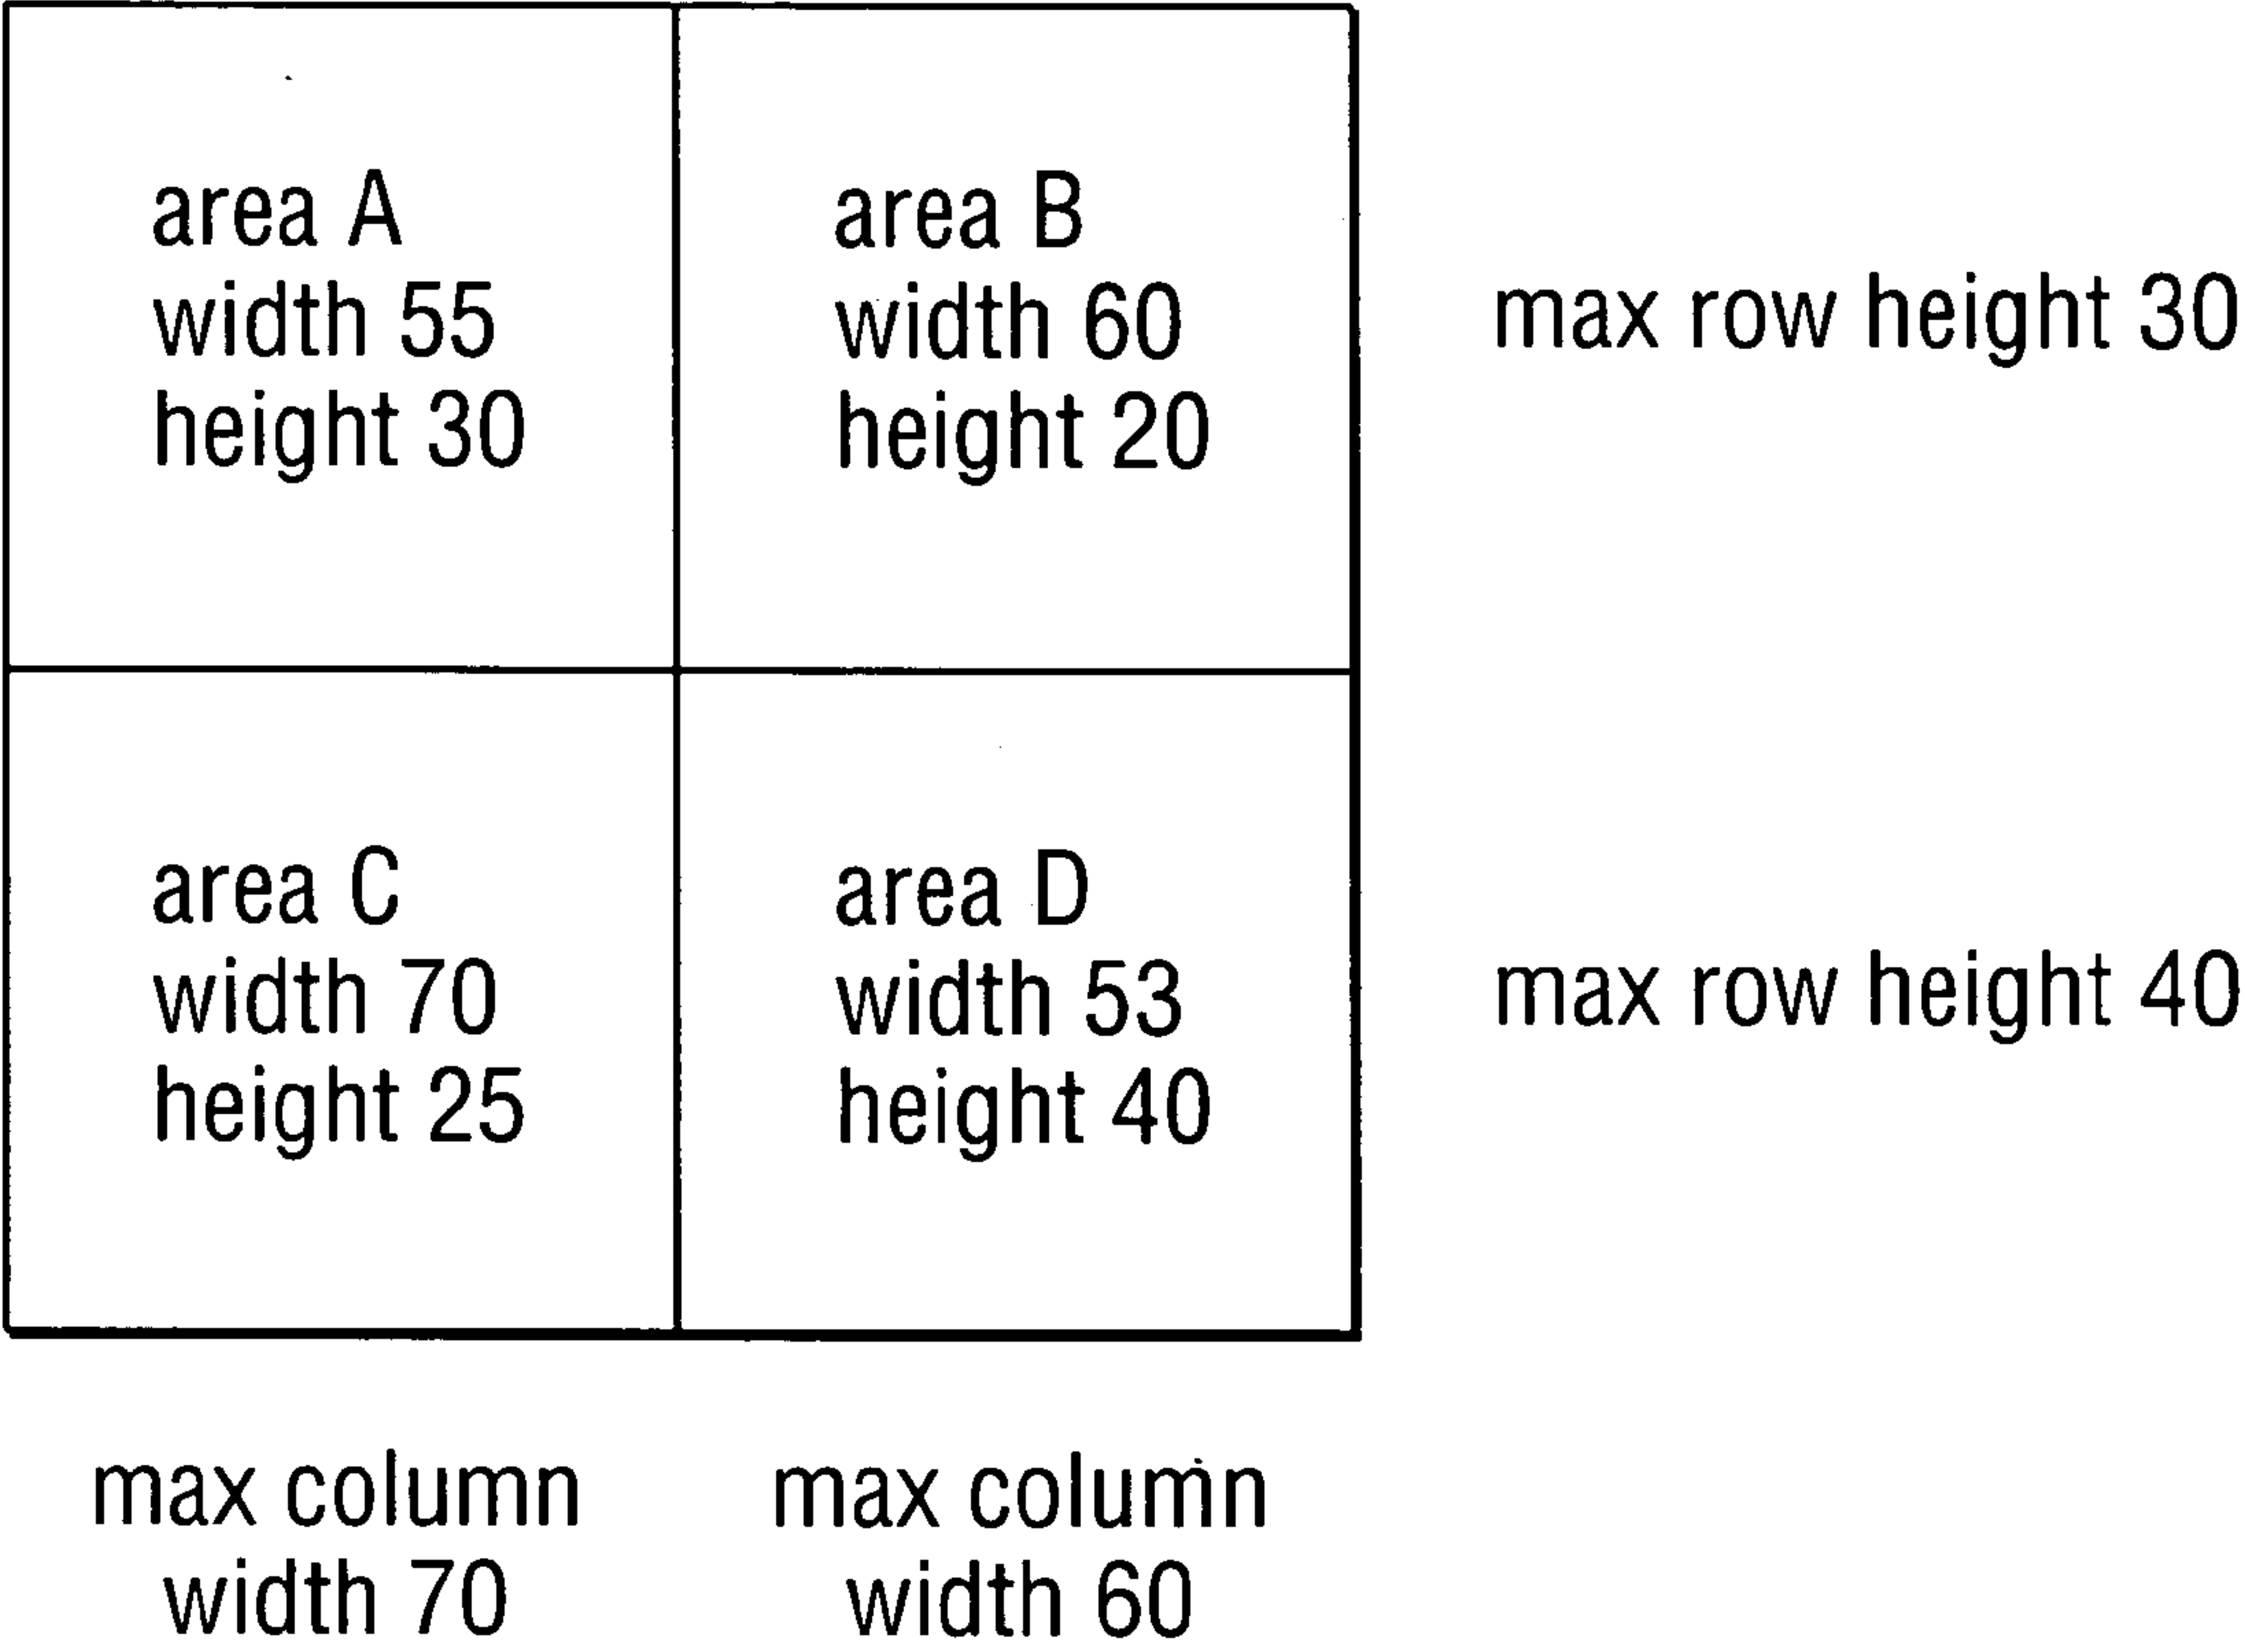 area A
width 55
height 30
area B
width 60
height 20
max row height 30
area C
width 70
height 25
area D
width 53
height 40
max row height 40
max column
width 70
max column
width 60